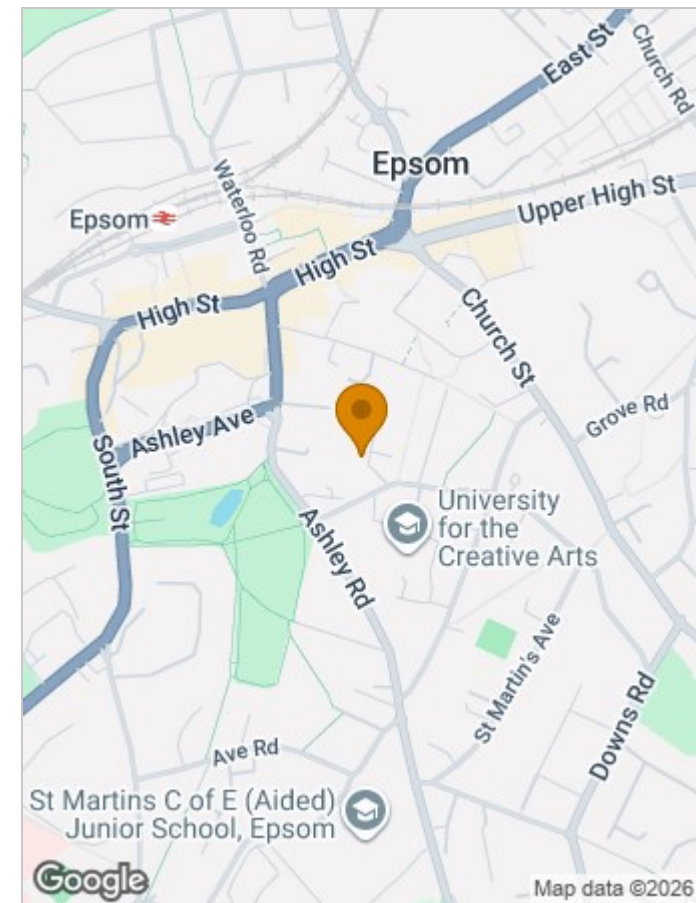 East St
Church Rd
Epsom
Waterloo Rd
Upper High St
Epsom
High St
High St
Church St
Grove Rd
Ashley Ave
South St
University
for the
Creative Arts
Ashley Rd
St Martin's Ave
Downs Rd
Ave Rd
St Martins C of E (Aided)
Junior School, Epsom
Google
Map data ©2026